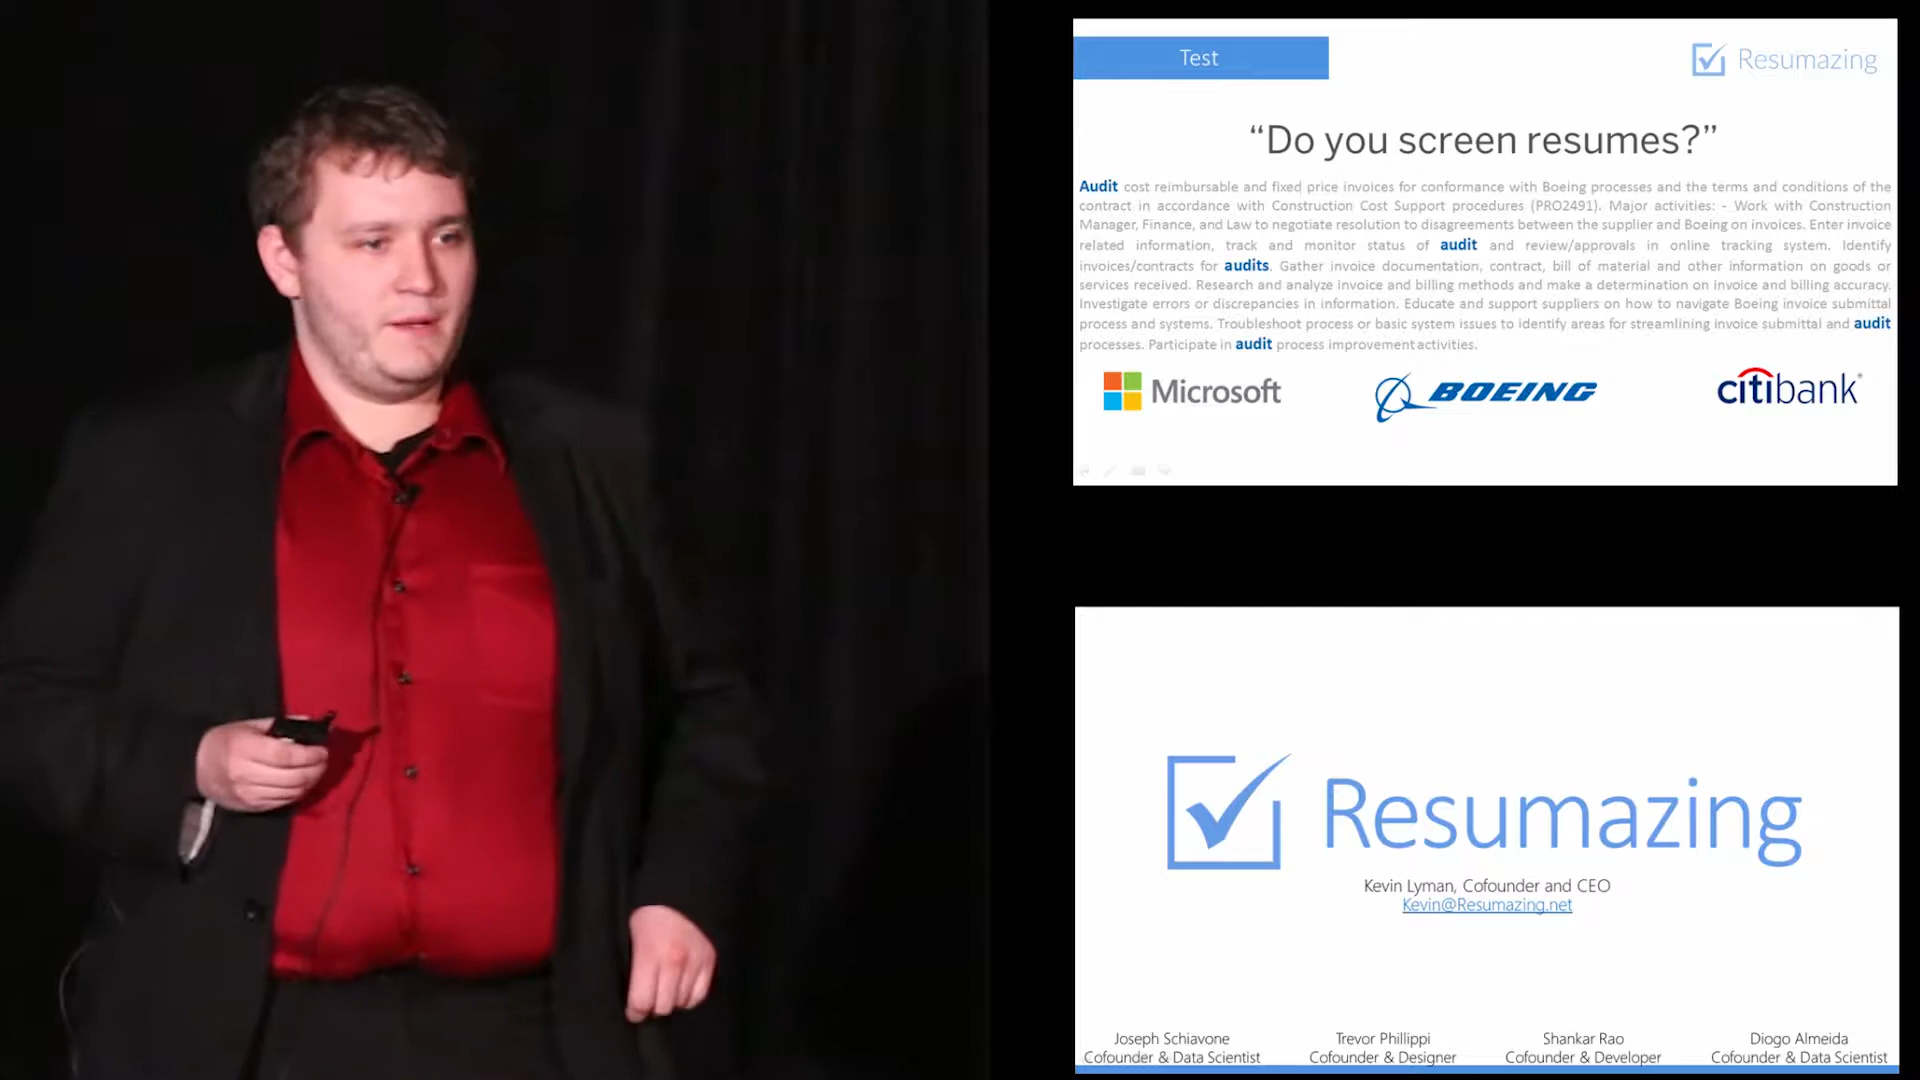 Test
Resumazing
“Do you screen resumes?”
Audit cost reimbursable and fixed price invoices for conformance with Boeing processes and the terms and conditions of the
contract in accordance with Construction Cost Support procedures (PRO2491). Major activities: - Work with Construction
Manager, Finance, and Law to negotiate resolution to disagreements between the supplier and Boeing on invoices. Enter invoice
related information, track and monitor status of audit and review/approvals in online tracking system. Identify
invoices/contracts for audits. Gather invoice documentation, contract, bill of material and other information on goods or
services received. Research and analyze invoice and billing methods and make a determination on invoice and billing accuracy.
Investigate errors or discrepancies in information. Educate and support suppliers on how to navigate Boeing invoice submittal
process and systems. Troubleshoot process or basic system issues to identify areas for streamlining invoice submittal and audit
processes. Participate in audit process improvement activities.
Microsoft
BOEING
citibank
Resumazing
Kevin Lyman, Cofounder and CEO
Kevin@Resumazing.net
Joseph Schiavone
Cofounder & Data Scientist
Trevor Phillippi
Cofounder & Designer
Shankar Rao
Cofounder & Developer
Diogo Almeida
Cofounder & Data Scientist